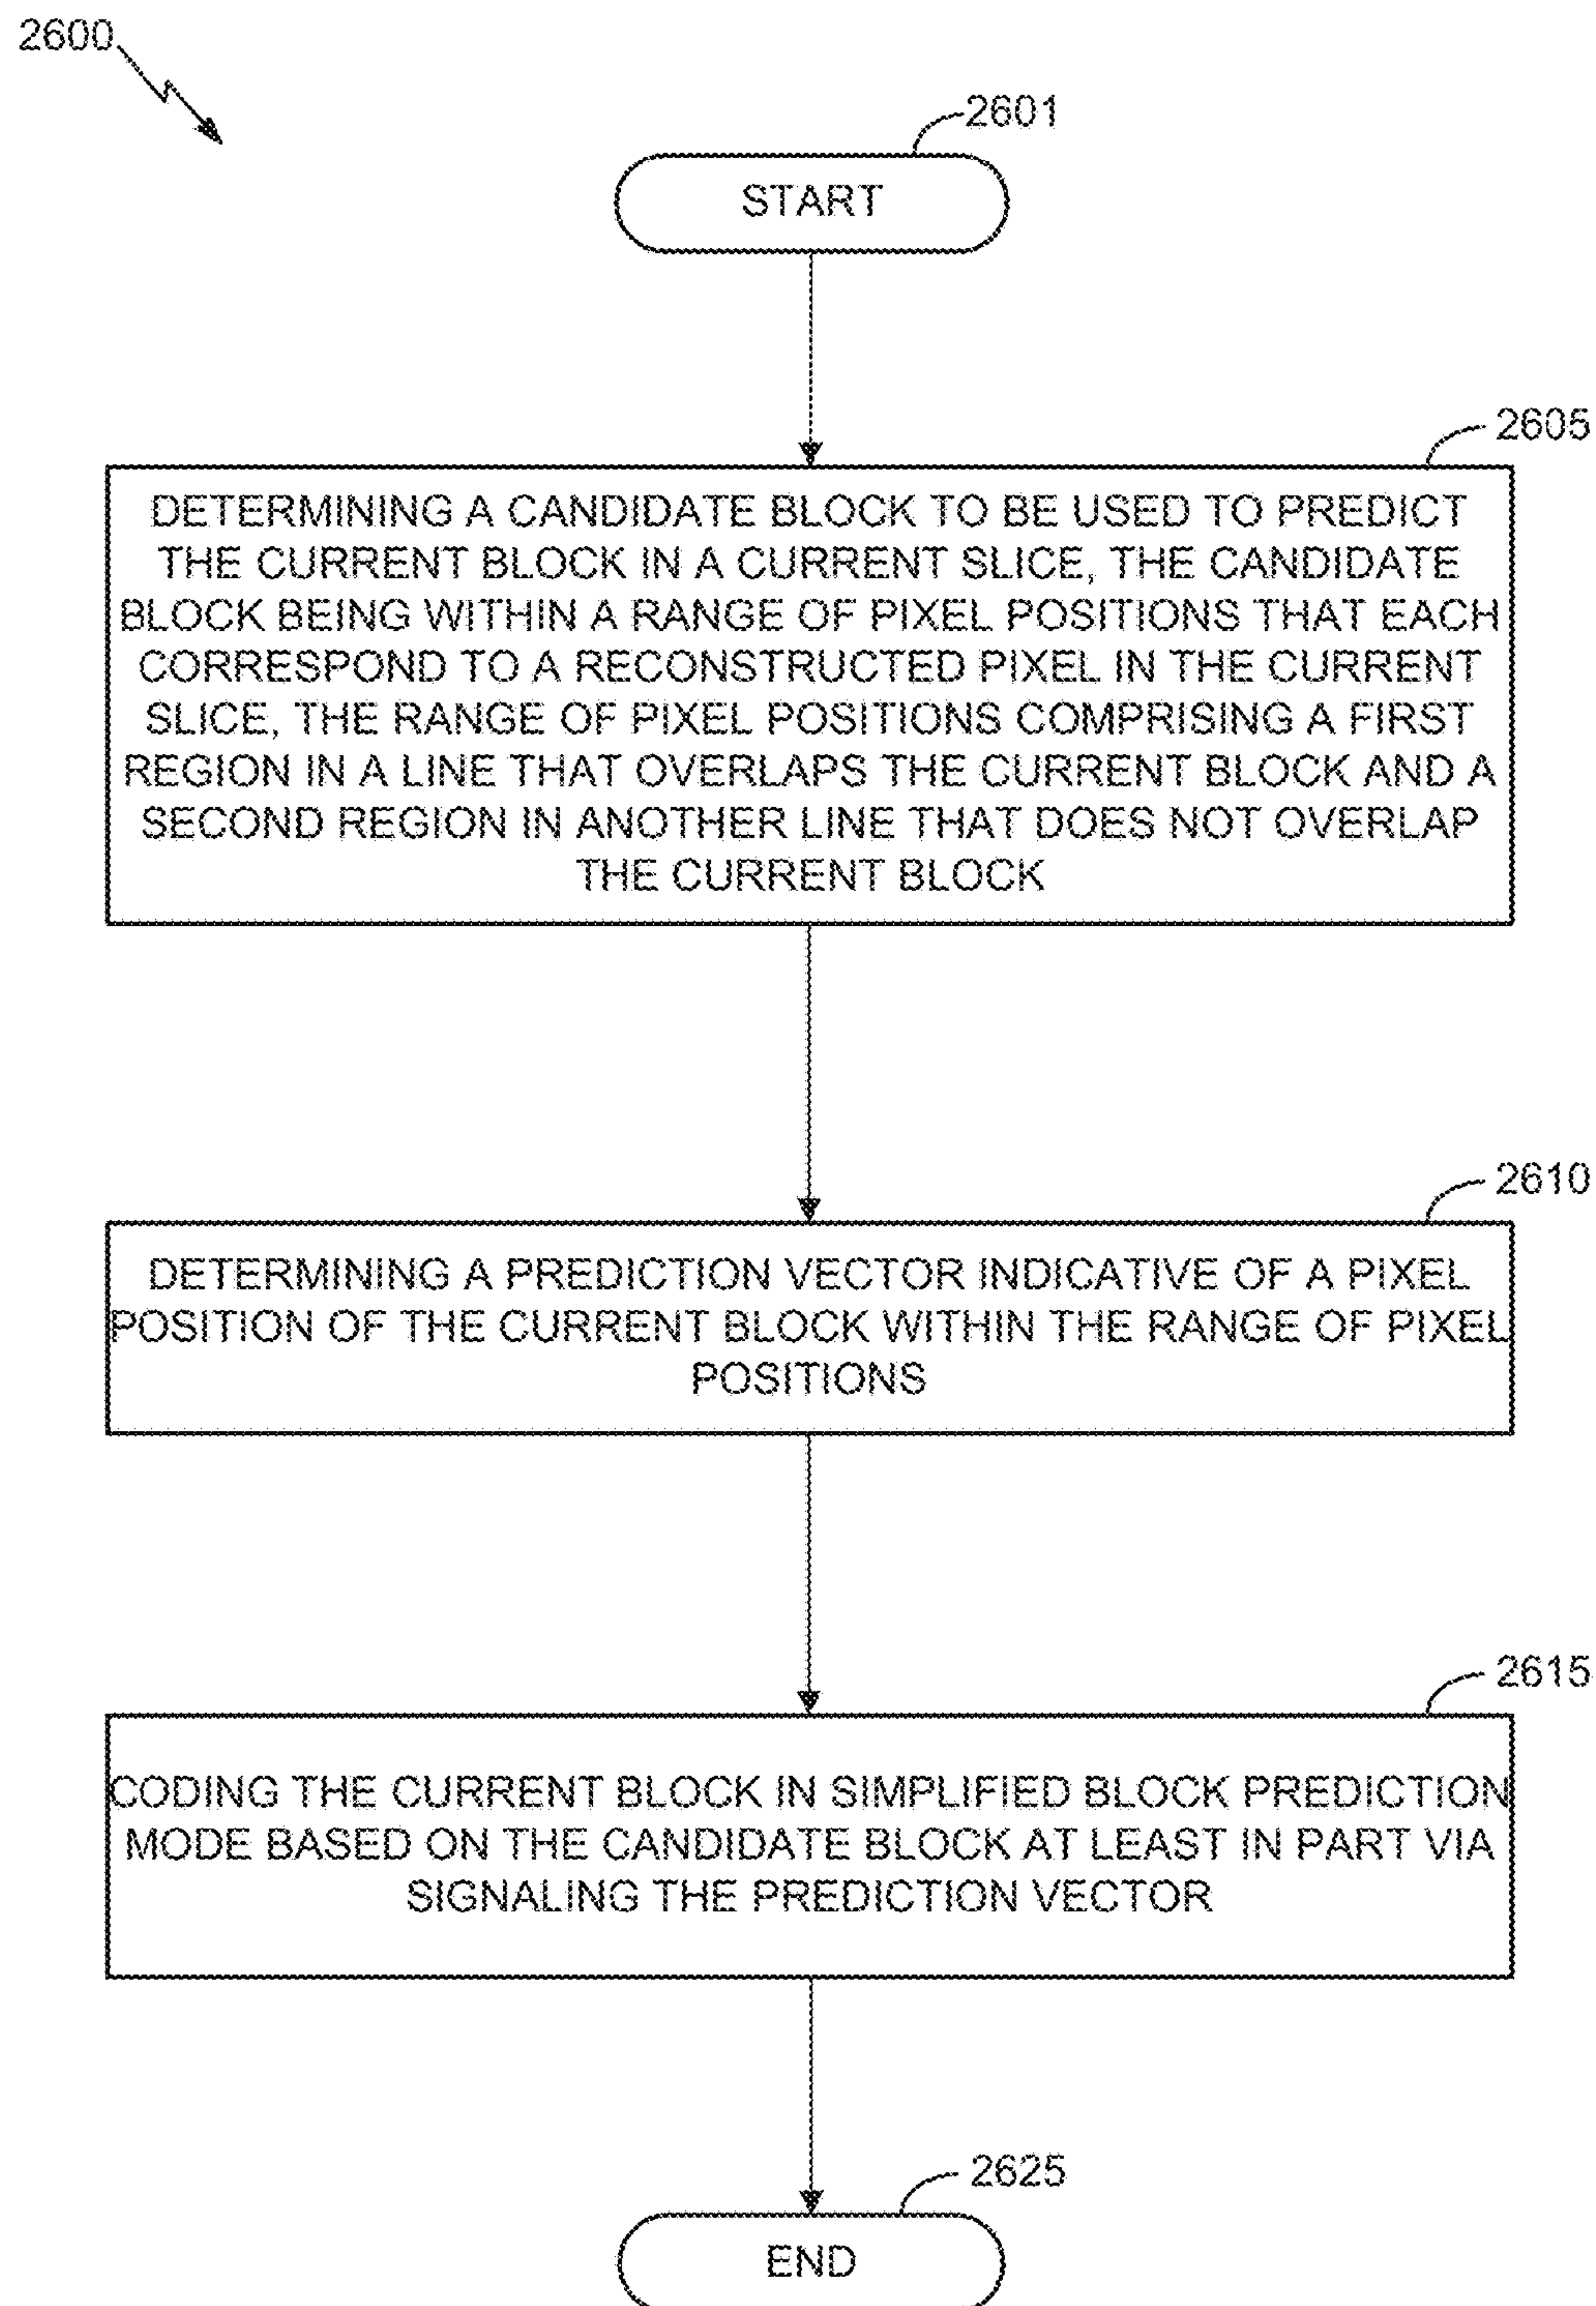 2600
2601
START
2605
DETERMINING A CANDIDATE BLOCK TO BE USED TO PREDICT
THE CURRENT BLOCK IN A CURRENT SLICE, THE CANDIDATE
BLOCK BEING WITHIN A RANGE OF PIXEL POSITIONS THAT EACH
CORRESPOND TO A RECONSTRUCTED PIXEL IN THE CURRENT
SLICE, THE RANGE OF PIXEL POSITIONS COMPRISING A FIRST
REGION IN A LINE THAT OVERLAPS THE CURRENT BLOCK AND A
SECOND REGION IN ANOTHER LINE THAT DOES NOT OVERLAP
THE CURRENT BLOCK
2610
DETERMINING A PREDICTION VECTOR INDICATIVE OF A PIXEL
POSITION OF THE CURRENT BLOCK WITHIN THE RANGE OF PIXEL
POSITIONS
2615
CODING THE CURRENT BLOCK IN SIMPLIFIED BLOCK PREDICTION
MODE BASED ON THE CANDIDATE BLOCK AT LEAST IN PART VIA
SIGNALING THE PREDICTION VECTOR
2625
END